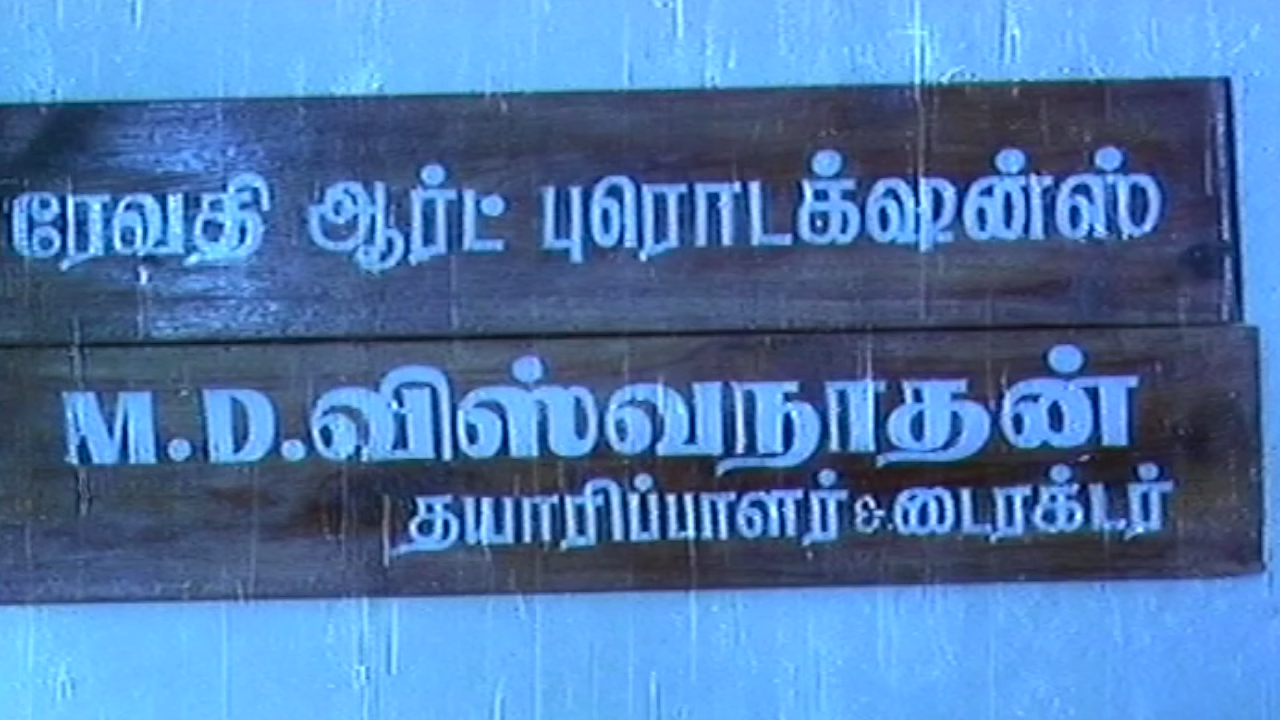 ரேவதி ஆர்ட் புரொடக்ஷன்ஸ்
M.D.விஸ்வநாதன்
தயாரிப்பாளர் & டைரக்டர்